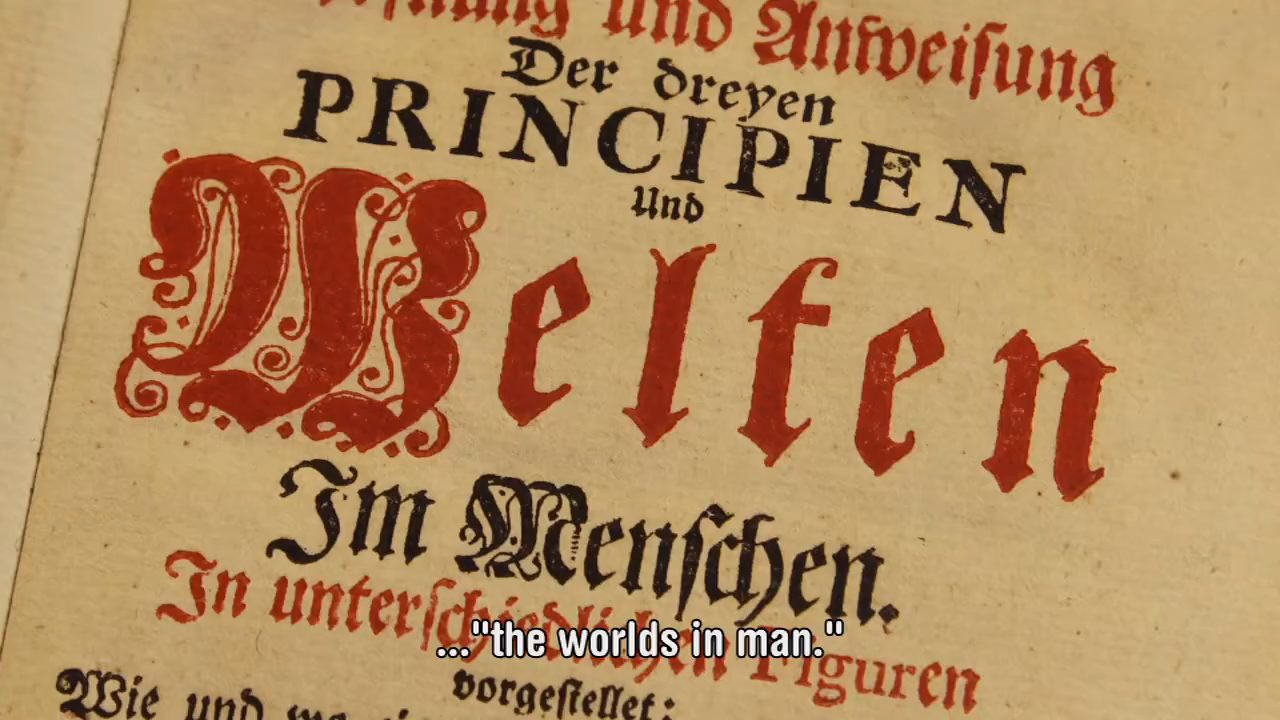 und Anweiſung
Der dreyen
PRINCIPIEN
Und
Welten
Im Menſchen.
In unterſchiedlichen Figuren
..."the worlds in man."
vorgeſtellet:
Wie und